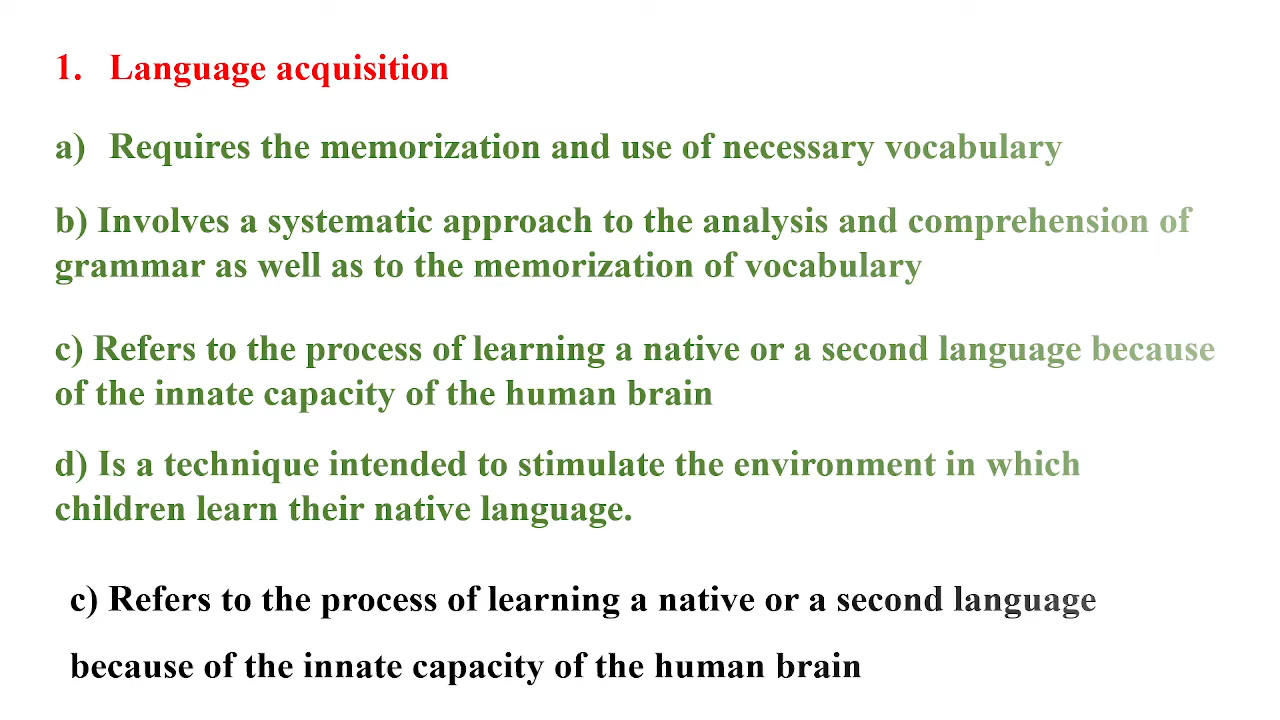 1. Language acquisition
a) Requires the memorization and use of necessary vocabulary
b) Involves a systematic approach to the analysis and comprehension of
grammar as well as to the memorization of vocabulary
c) Refers to the process of learning a native or a second language because
of the innate capacity of the human brain
d) Is a technique intended to stimulate the environment in which
children learn their native language.
c) Refers to the process of learning a native or a second language
because of the innate capacity of the human brain